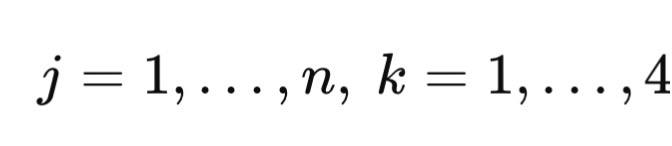 j = 1, . . . , n, k = 1, . . . , 4